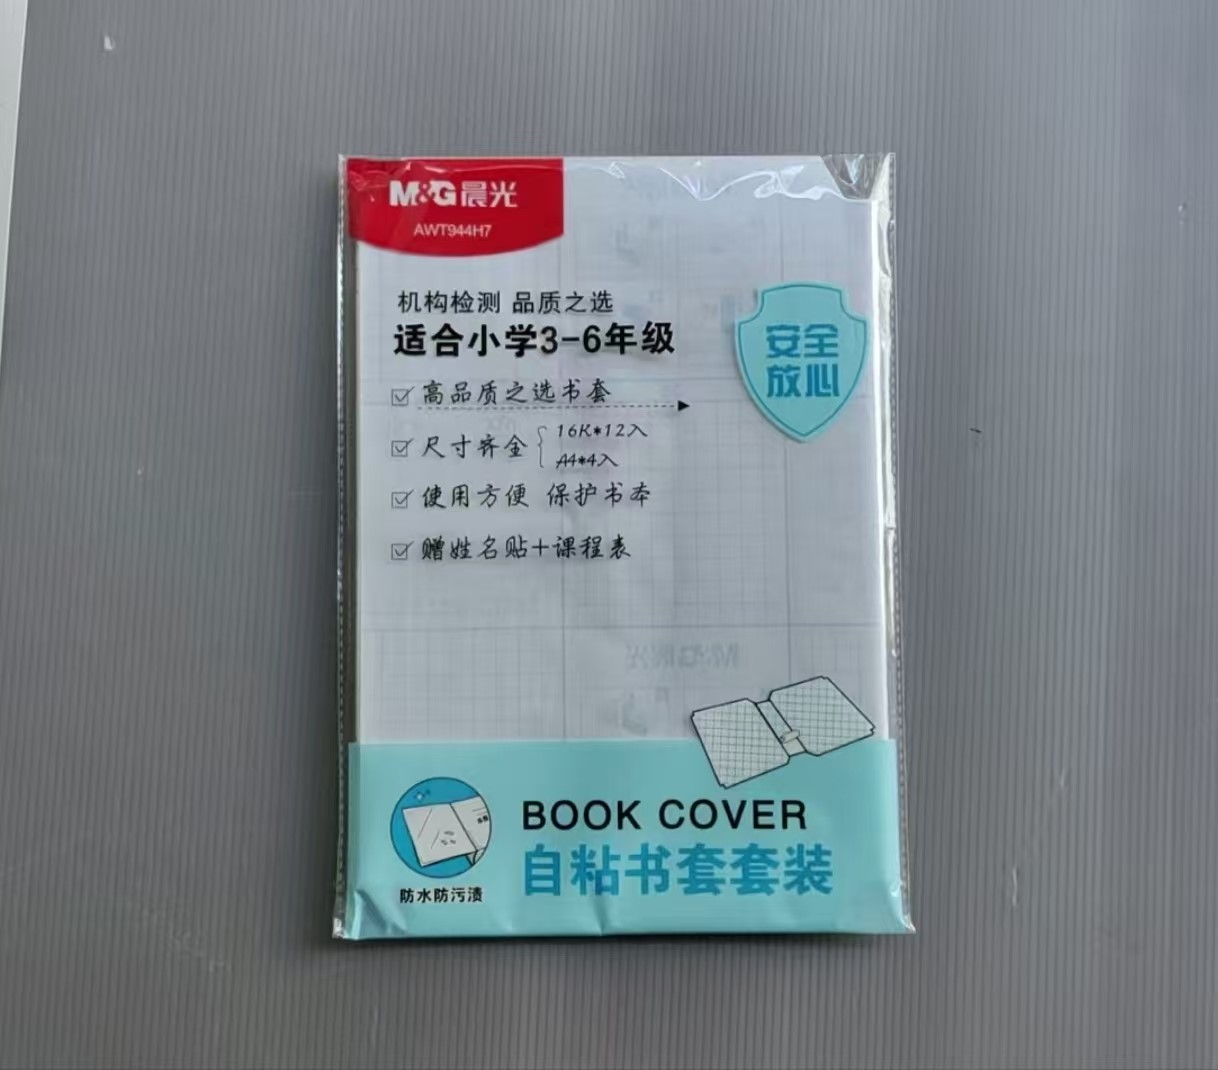 M&G晨光
AWT944H7
机构检测 品质之选
适合小学3-6年级
安全
放心
高品质之选书套
尺寸齐全
16K*12入
A4*4入
使用方便 保护书本
赠姓名贴+课程表
M&G晨光
BOOK COVER
自粘书套套装
防水防污渍